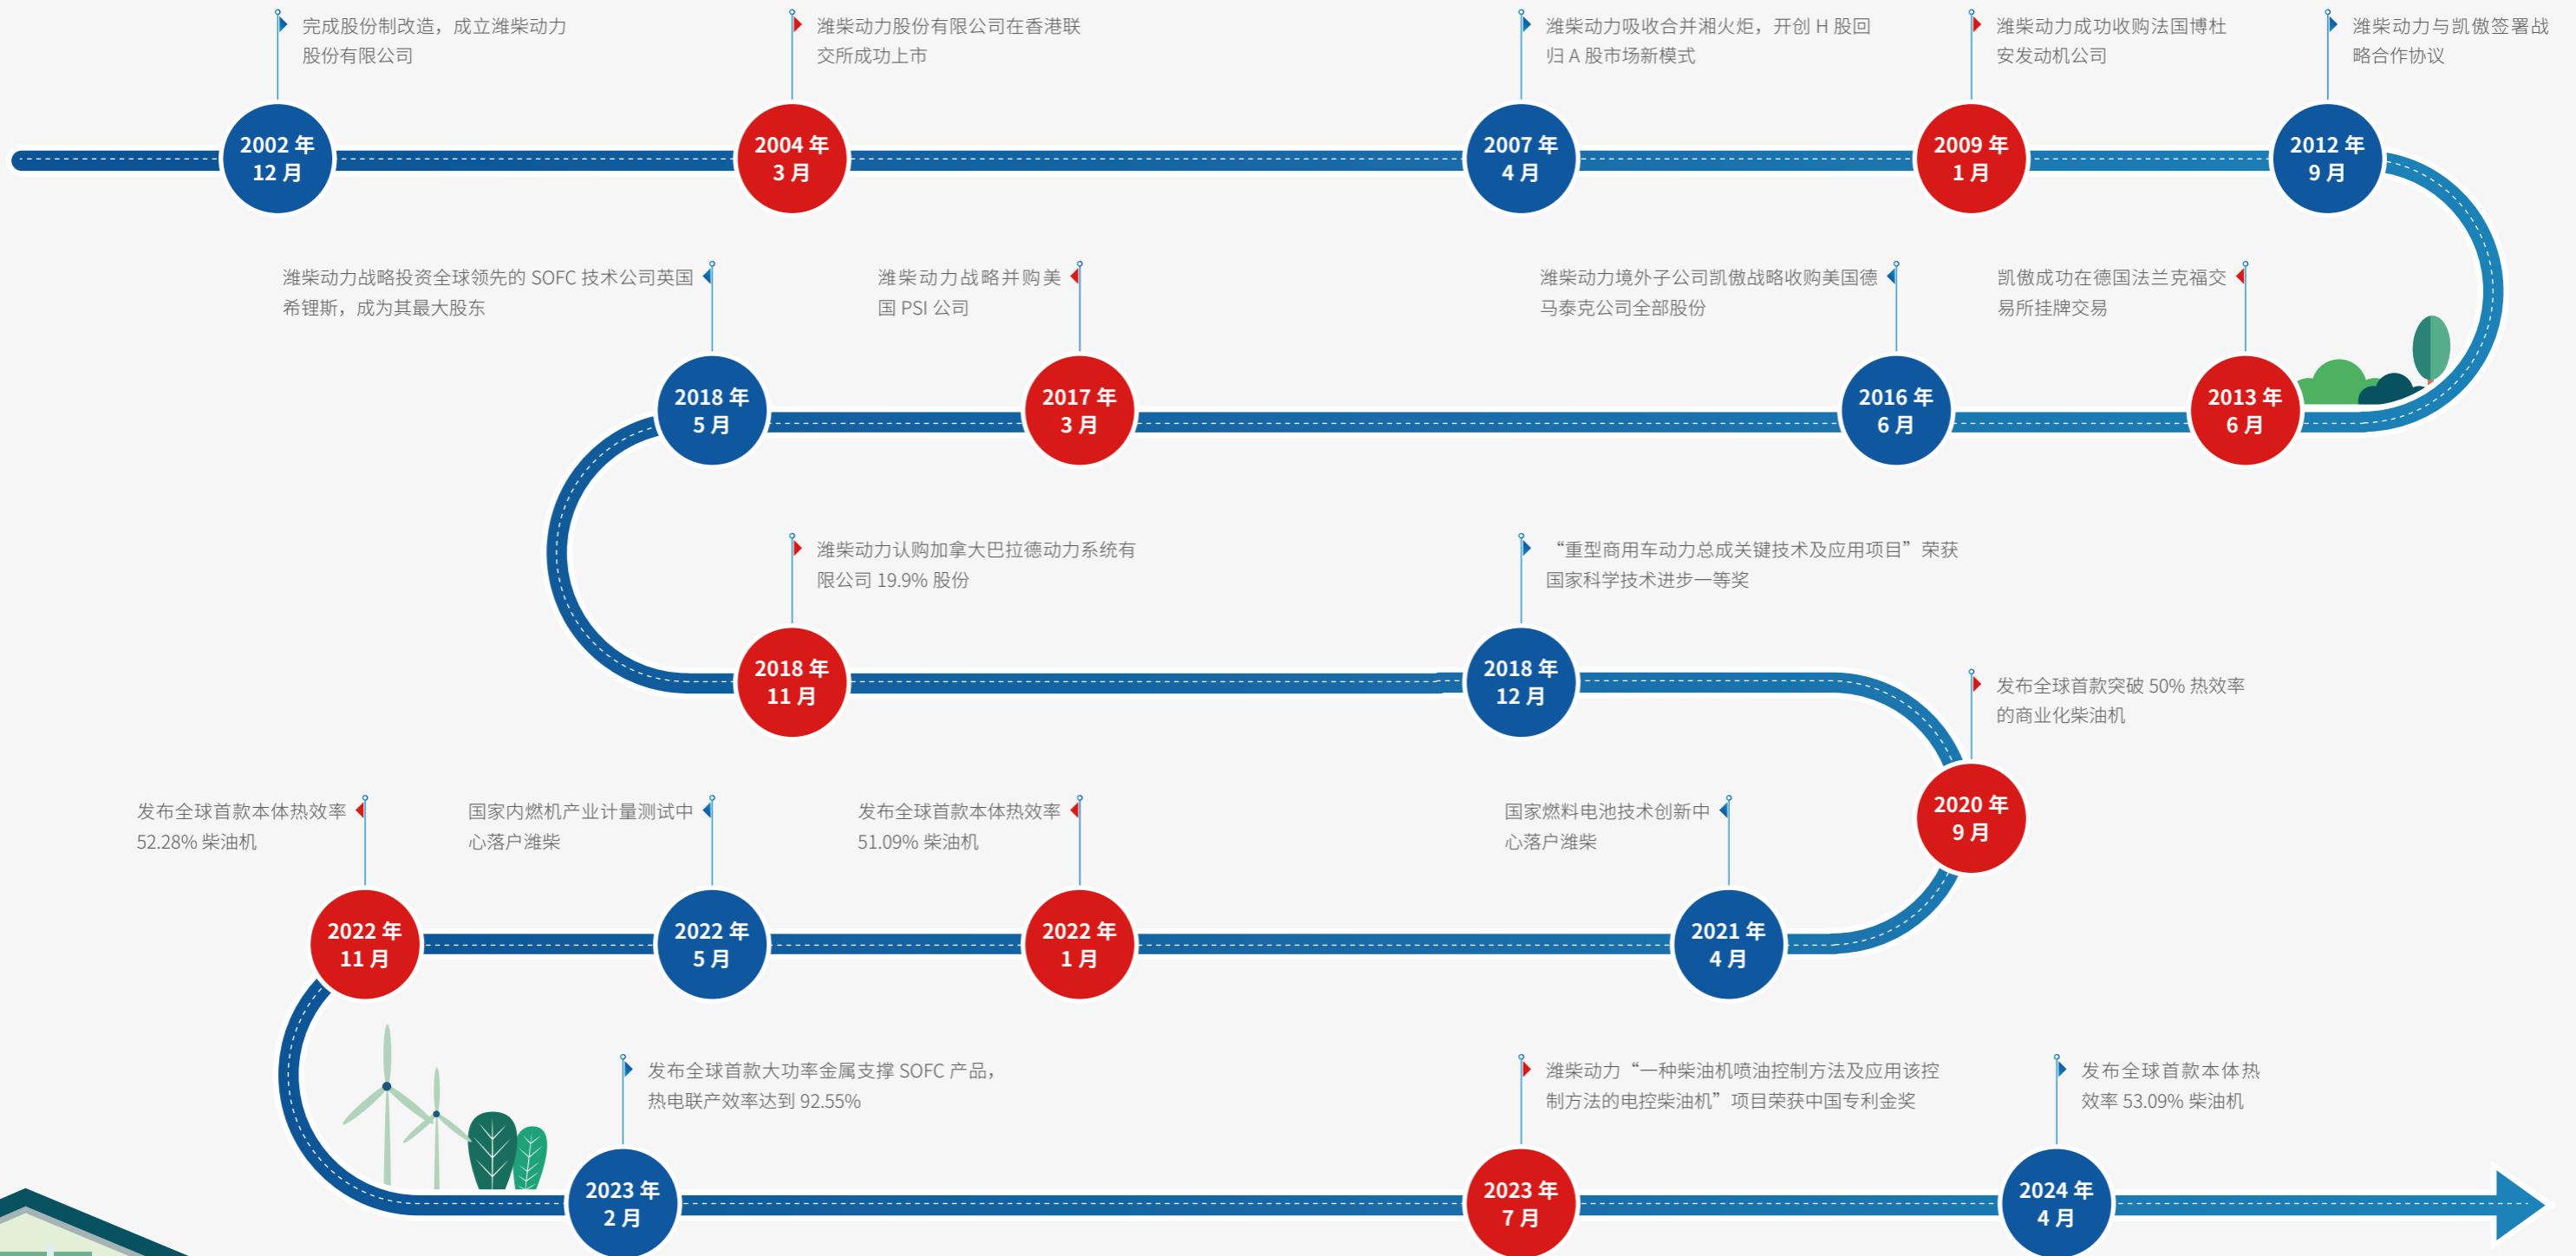 完成股份制改造，成立潍柴动力
股份有限公司
2002 年
12 月
潍柴动力股份有限公司在香港联
交所成功上市
2004 年
3 月
潍柴动力吸收合并湘火炬，开创 H 股回
归 A 股市场新模式
2007 年
4 月
潍柴动力成功收购法国博杜
安发动机公司
2009 年
1 月
潍柴动力与凯傲签署战
略合作协议
2012 年
9 月
凯傲成功在德国法兰克福交
易所挂牌交易
2013 年
6 月
潍柴动力境外子公司凯傲战略收购美国德
马泰克公司全部股份
2016 年
6 月
潍柴动力战略并购美
国 PSI 公司
2017 年
3 月
潍柴动力战略投资全球领先的 SOFC 技术公司英国
希锂斯，成为其最大股东
2018 年
5 月
潍柴动力认购加拿大巴拉德动力系统有
限公司 19.9% 股份
2018 年
11 月
“重型商用车动力总成关键技术及应用项目”荣获
国家科学技术进步一等奖
2018 年
12 月
发布全球首款突破 50% 热效率
的商业化柴油机
2020 年
9 月
国家燃料电池技术创新中
心落户潍柴
2021 年
4 月
发布全球首款本体热效率
51.09% 柴油机
2022 年
1 月
国家内燃机产业计量测试中
心落户潍柴
2022 年
5 月
发布全球首款本体热效率
52.28% 柴油机
2022 年
11 月
发布全球首款大功率金属支撑 SOFC 产品，
热电联产效率达到 92.55%
2023 年
2 月
潍柴动力“一种柴油机喷油控制方法及应用该控
制方法的电控柴油机”项目荣获中国专利金奖
2023 年
7 月
发布全球首款本体热
效率 53.09% 柴油机
2024 年
4 月